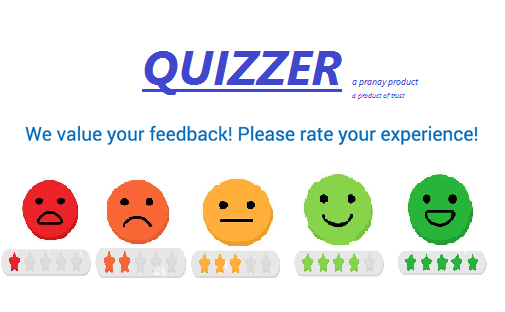 QUIZZER
a pranay product
a product of trust
We value your feedback! Please rate your experience!